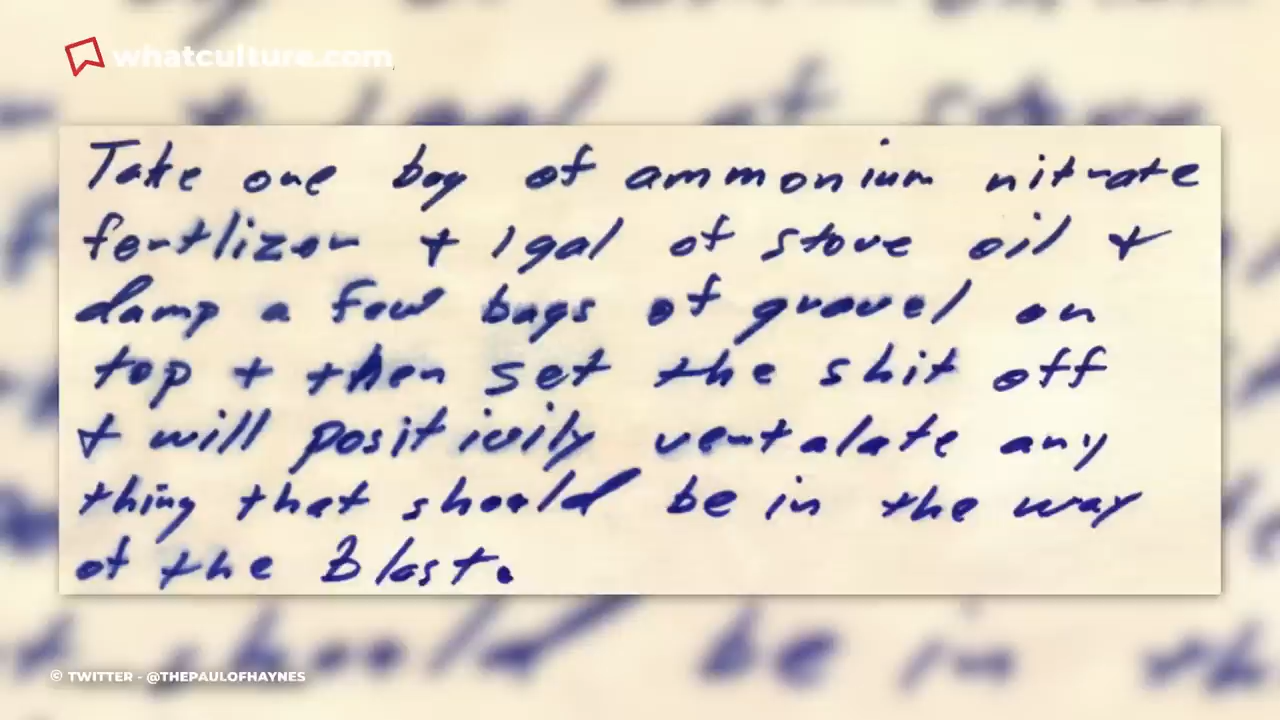 whatculture.com
Take one bag of ammonium nitrate
fertlizer + 1 gal of stove oil +
dump a few bags of gravel on
top + then set the shit off
+ will positivily ventalate any
thing that should be in the way
of the Blast.
© TWITTER - @THEPAULOFHAYNES